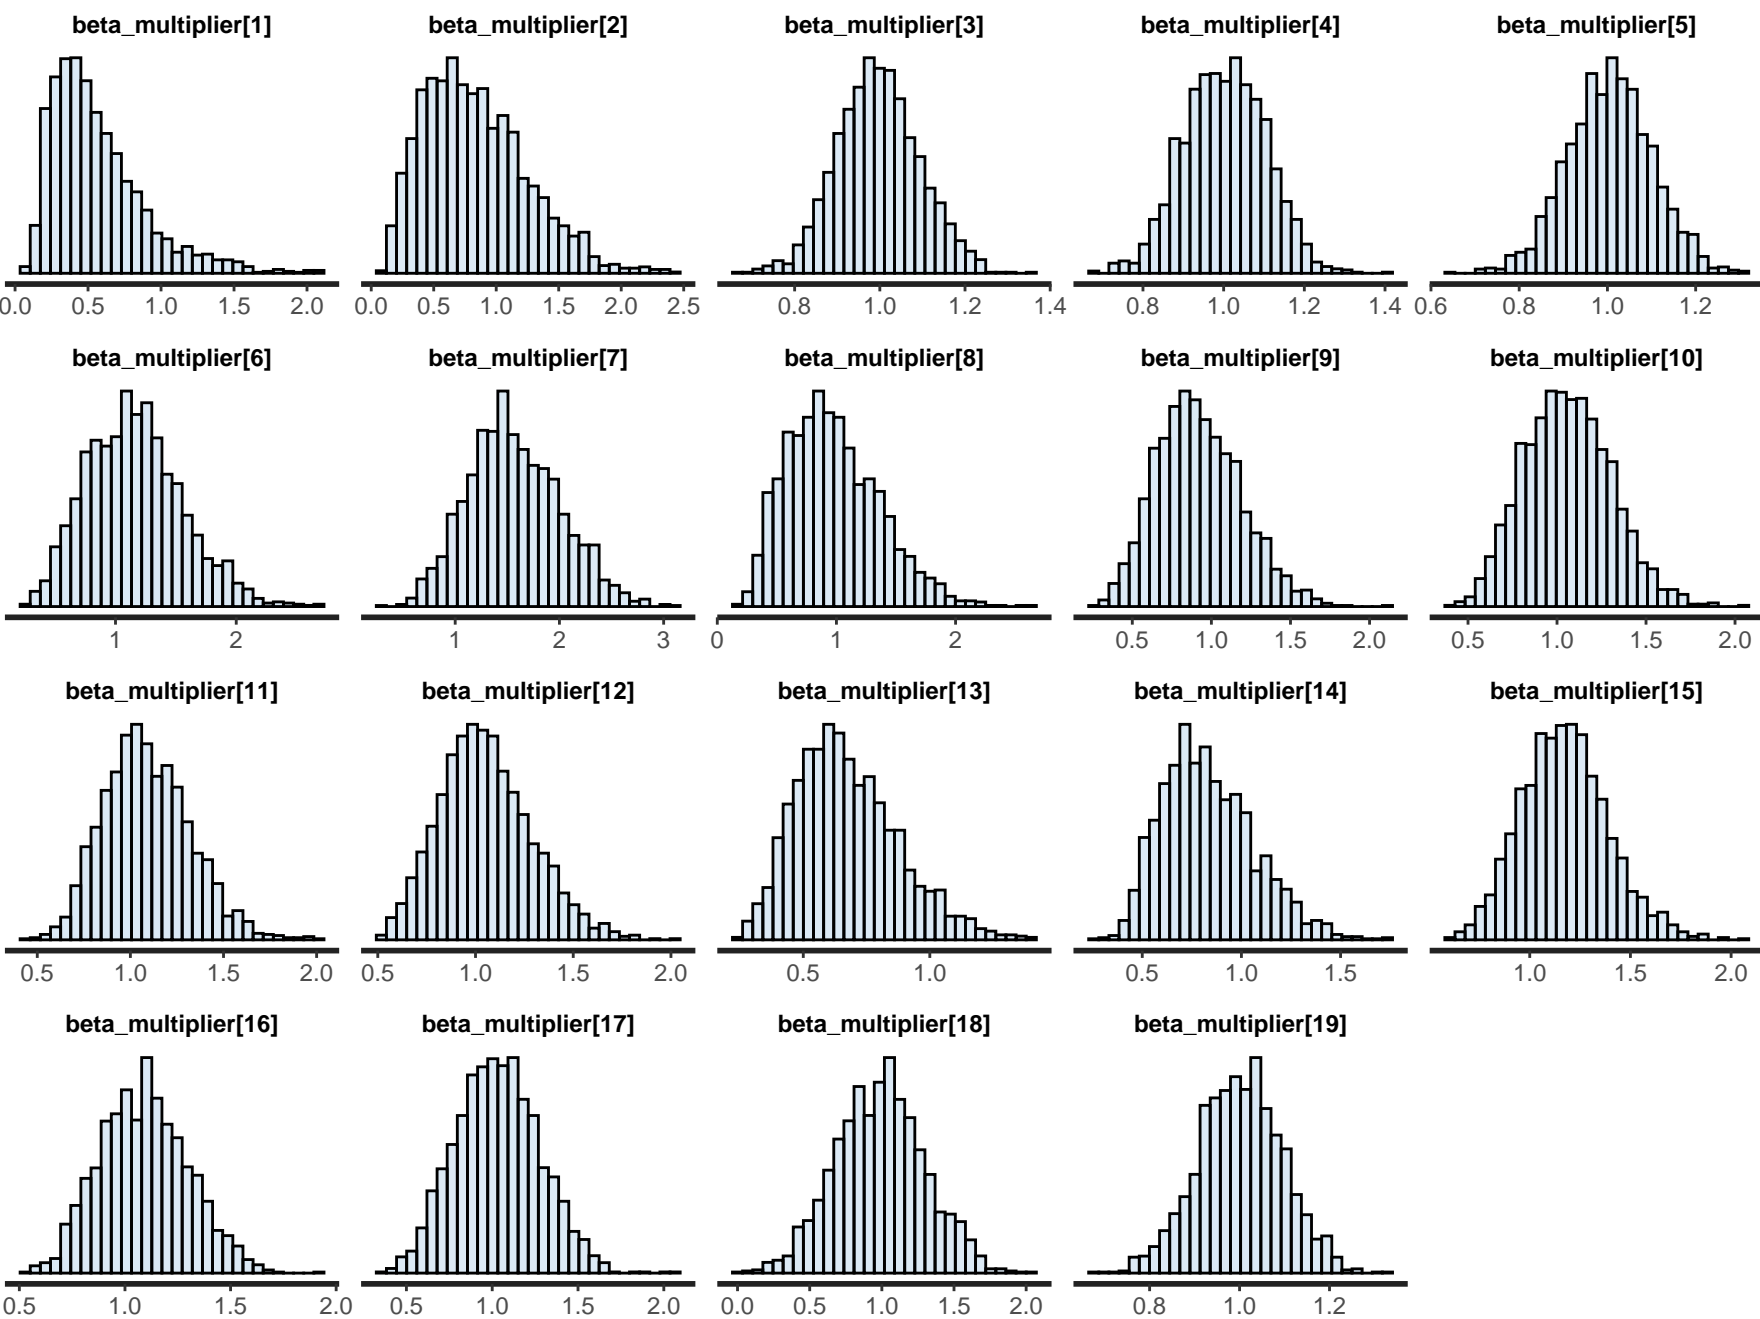 beta_multiplier[1] beta_multiplier[2] beta_multiplier[3] beta_multiplier[4] beta_multiplier[5]
0.0 0.5 1.0 1.5 2.0 0.0 0.5 1.0 1.5 2.0 2.5 0.8 1.0 1.2 1.4 0.8 1.0 1.2 1.4 0.6 0.8 1.0 1.2
beta_multiplier[6] beta_multiplier[7] beta_multiplier[8] beta_multiplier[9] beta_multiplier[10]
1 2 1 2 3 0 1 2 0.5 1.0 1.5 2.0 0.5 1.0 1.5 2.0
beta_multiplier[11] beta_multiplier[12] beta_multiplier[13] beta_multiplier[14] beta_multiplier[15]
0.5 1.0 1.5 2.0 0.5 1.0 1.5 2.0 0.5 1.0 0.5 1.0 1.5 1.0 1.5 2.0
beta_multiplier[16] beta_multiplier[17] beta_multiplier[18] beta_multiplier[19]
0.5 1.0 1.5 2.0 0.5 1.0 1.5 2.0 0.0 0.5 1.0 1.5 2.0 0.8 1.0 1.2